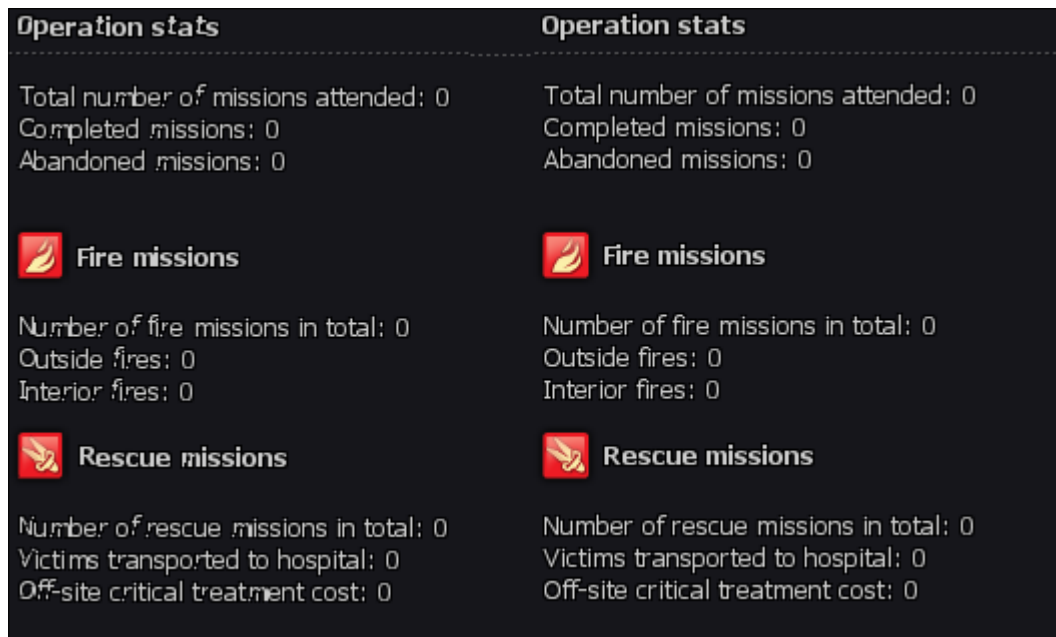 Operation stats
Total number of missions attended: 0
Completed missions: 0
Abandoned missions: 0
Fire missions
Number of fire missions in total: 0
Outside fires: 0
Interior fires: 0
Rescue missions
Number of rescue missions in total: 0
Victims transported to hospital: 0
Off-site critical treatment cost: 0
Operation stats
Total number of missions attended: 0
Completed missions: 0
Abandoned missions: 0
Fire missions
Number of fire missions in total: 0
Outside fires: 0
Interior fires: 0
Rescue missions
Number of rescue missions in total: 0
Victims transported to hospital: 0
Off-site critical treatment cost: 0